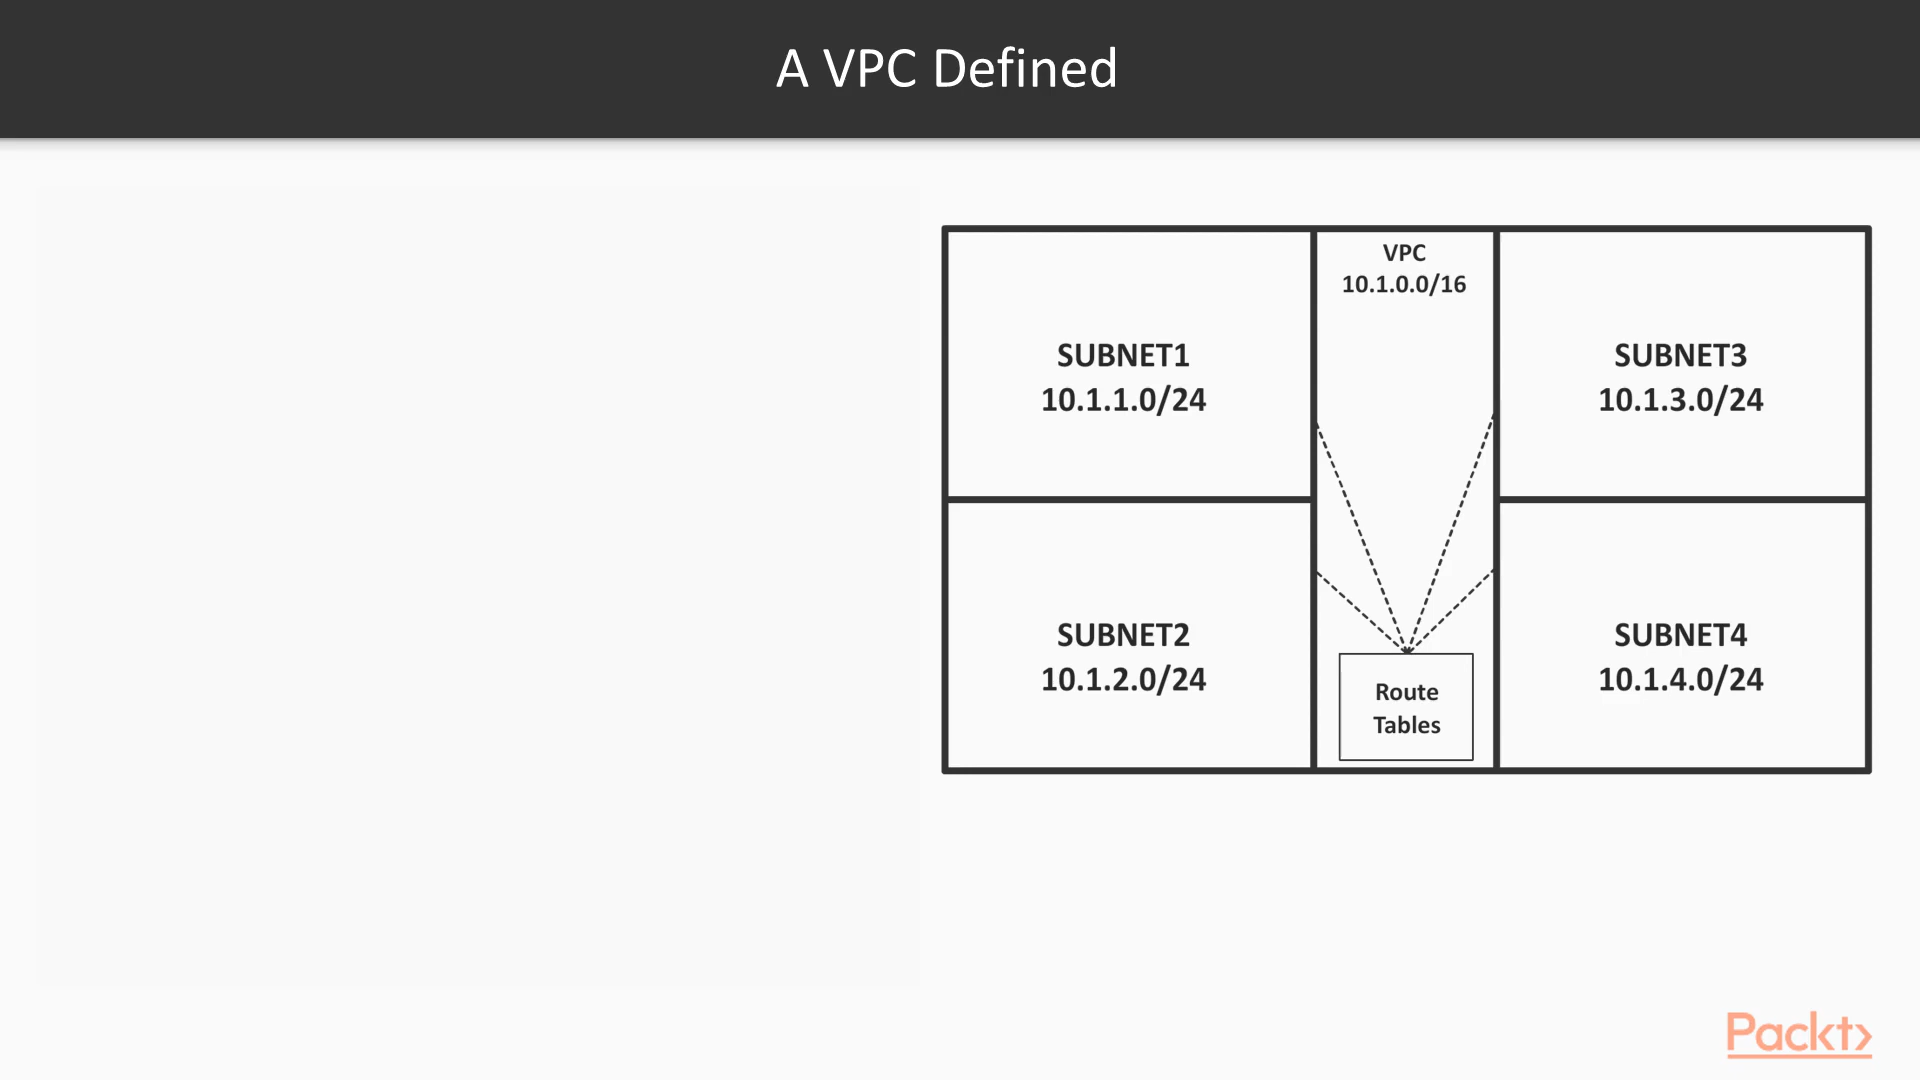 A VPC Defined
SUBNET1
10.1.1.0/24
VPC
10.1.0.0/16
SUBNET3
10.1.3.0/24
SUBNET2
10.1.2.0/24
Route
Tables
SUBNET4
10.1.4.0/24
Packt